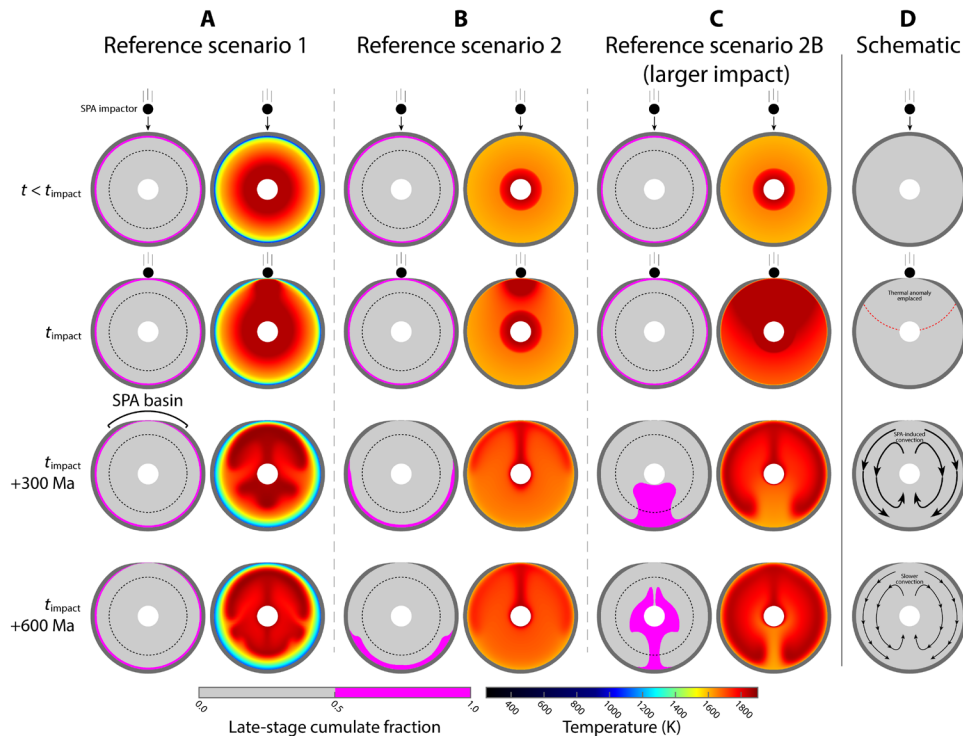 A
B
C
D
Reference scenario 1
Reference scenario 2
Reference scenario 2B
(larger impact)
Schematic
SPA impactor
t < timpact
timpact
Thermal anomaly
emplaced
SPA basin
timpact
+300 Ma
SPA-induced
convection
timpact
+600 Ma
Slower
convection
0.0
0.5
1.0
400
600
800
1000
1200
1400
1600
1800
Late-stage cumulate fraction
Temperature (K)